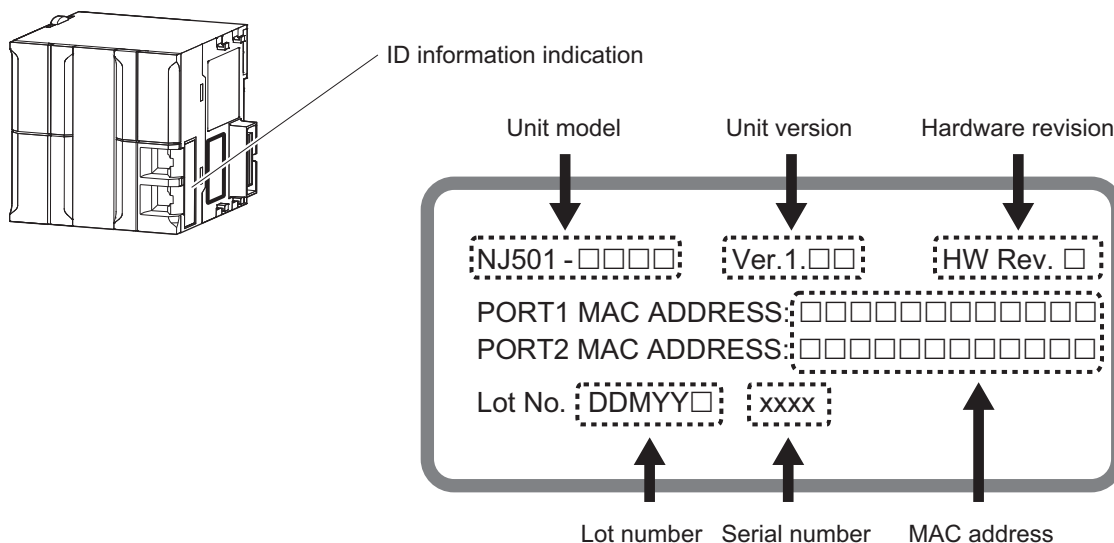 ID information indication
Unit model Unit version Hardware revision
NJ501 - □□□□ Ver.1.□□ HW Rev. □
PORT1 MAC ADDRESS: □□□□□□□□□□□□
PORT2 MAC ADDRESS: □□□□□□□□□□□□
Lot No. DDMYY□ xxxx
Lot number Serial number MAC address